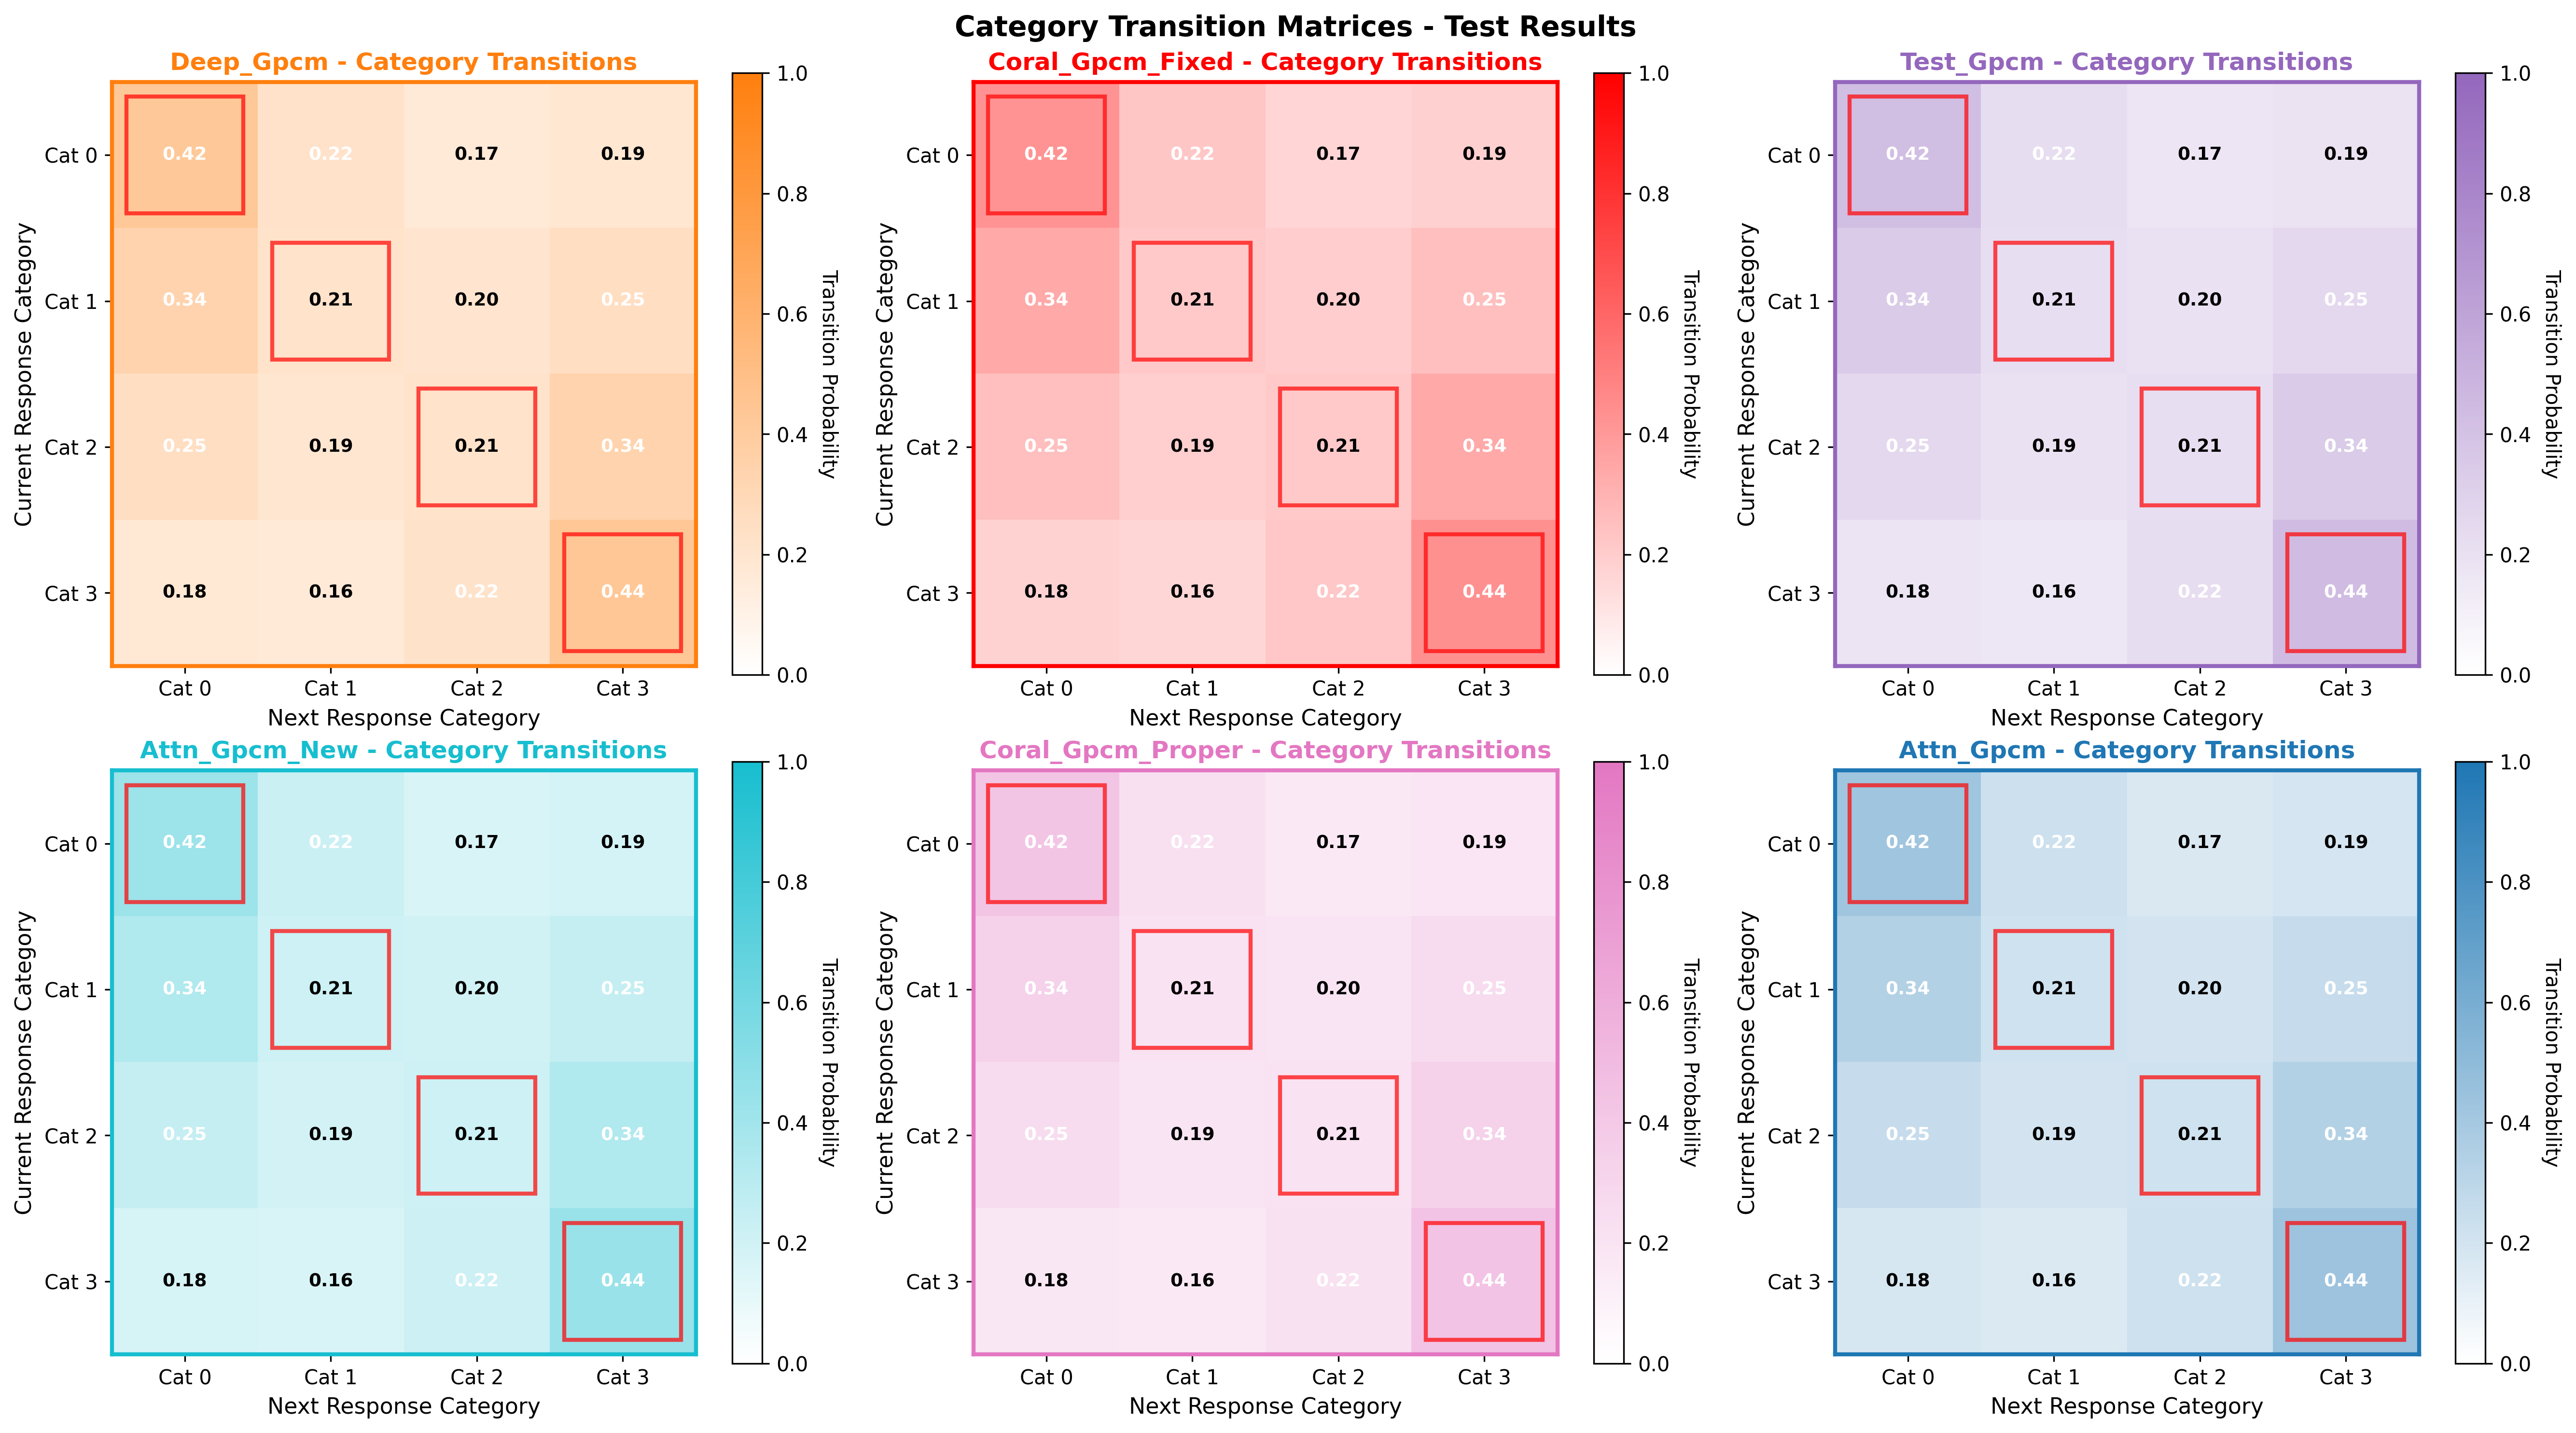 Category Transition Matrices - Test Results
Deep_Gpcm - Category Transitions
Current Response Category
Cat 0
0.42 0.22 0.17 0.19
Cat 1
0.34 0.21 0.20 0.25
Cat 2
0.25 0.19 0.21 0.34
Cat 3
0.18 0.16 0.22 0.44
Cat 0 Cat 1 Cat 2 Cat 3
Next Response Category
1.0
0.8
0.6
0.4
0.2
0.0
Transition Probability
Coral_Gpcm_Fixed - Category Transitions
Current Response Category
Cat 0
0.42 0.22 0.17 0.19
Cat 1
0.34 0.21 0.20 0.25
Cat 2
0.25 0.19 0.21 0.34
Cat 3
0.18 0.16 0.22 0.44
Cat 0 Cat 1 Cat 2 Cat 3
Next Response Category
1.0
0.8
0.6
0.4
0.2
0.0
Transition Probability
Test_Gpcm - Category Transitions
Current Response Category
Cat 0
0.42 0.22 0.17 0.19
Cat 1
0.34 0.21 0.20 0.25
Cat 2
0.25 0.19 0.21 0.34
Cat 3
0.18 0.16 0.22 0.44
Cat 0 Cat 1 Cat 2 Cat 3
Next Response Category
1.0
0.8
0.6
0.4
0.2
0.0
Transition Probability
Attn_Gpcm_New - Category Transitions
Current Response Category
Cat 0
0.42 0.22 0.17 0.19
Cat 1
0.34 0.21 0.20 0.25
Cat 2
0.25 0.19 0.21 0.34
Cat 3
0.18 0.16 0.22 0.44
Cat 0 Cat 1 Cat 2 Cat 3
Next Response Category
1.0
0.8
0.6
0.4
0.2
0.0
Transition Probability
Coral_Gpcm_Proper - Category Transitions
Current Response Category
Cat 0
0.42 0.22 0.17 0.19
Cat 1
0.34 0.21 0.20 0.25
Cat 2
0.25 0.19 0.21 0.34
Cat 3
0.18 0.16 0.22 0.44
Cat 0 Cat 1 Cat 2 Cat 3
Next Response Category
1.0
0.8
0.6
0.4
0.2
0.0
Transition Probability
Attn_Gpcm - Category Transitions
Current Response Category
Cat 0
0.42 0.22 0.17 0.19
Cat 1
0.34 0.21 0.20 0.25
Cat 2
0.25 0.19 0.21 0.34
Cat 3
0.18 0.16 0.22 0.44
Cat 0 Cat 1 Cat 2 Cat 3
Next Response Category
1.0
0.8
0.6
0.4
0.2
0.0
Transition Probability